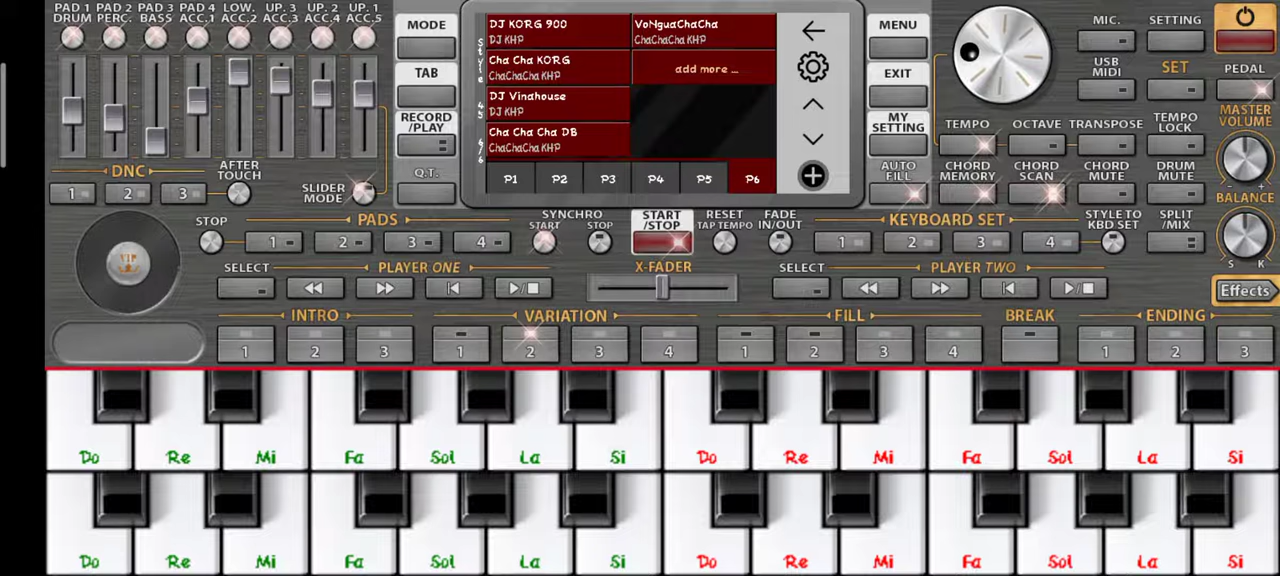 PAD 1 PAD 2 PAD 3 PAD 4 LOW. UP. 3 UP. 2 UP. 1
DRUM PERC. BASS ACC.1 ACC.2 ACC.3 ACC.4 ACC.5
MODE
TAB
RECORD
/PLAY
Q.T.
DJ KORG 900
DJ KHP
Cha Cha KORG
ChaChaCha KHP
DJ Vinahouse
DJ KHP
Cha Cha Cha DB
ChaChaCha KHP
VoNguaChaCha
ChaChaCha KHP
add more ...
P1 P2 P3 P4 P5 P6
MENU
EXIT
MY
SETTING
AUTO
FILL
MIC. SETTING
USB
MIDI
SET
PEDAL
MASTER
VOLUME
TEMPO OCTAVE TRANSPOSE TEMPO
LOCK
CHORD
MEMORY
CHORD
SCAN
CHORD
MUTE
DRUM
MUTE
BALANCE
S K
DNC
1 2 3
AFTER
TOUCH
SLIDER
MODE
STOP
PADS
1 2 3 4
SYNCHRO
START STOP
START
/STOP
RESET
TAP TEMPO
FADE
IN/OUT
KEYBOARD SET
1 2 3 4
STYLE TO
KBD SET
SPLIT
/MIX
VIP
SELECT PLAYER ONE X-FADER SELECT PLAYER TWO
Effects
INTRO VARIATION FILL BREAK ENDING
1 2 3 1 2 3 4 1 2 3 4 1 2 3
Do Re Mi Fa Sol La Si Do Re Mi Fa Sol La Si
Do Re Mi Fa Sol La Si Do Re Mi Fa Sol La Si